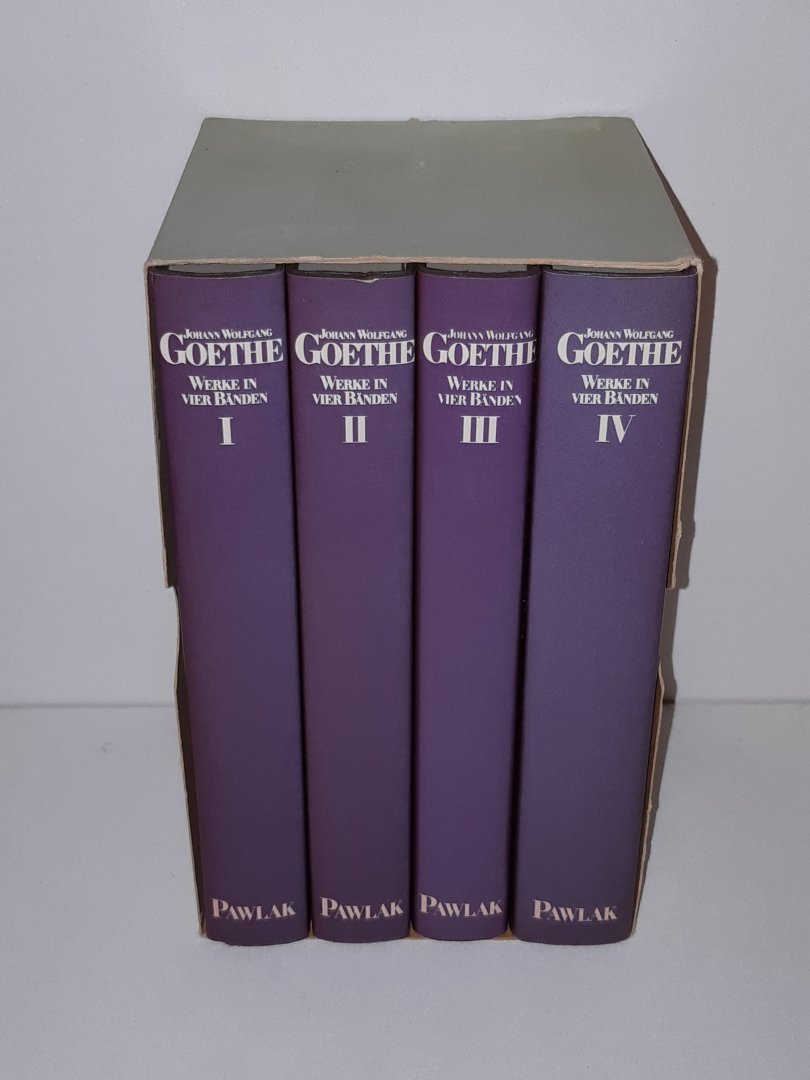 Johann Wolfgang
GOETHE
Werke in
vier Bänden
I
Pawlak
Johann Wolfgang
GOETHE
Werke in
vier Bänden
II
Pawlak
Johann Wolfgang
GOETHE
Werke in
vier Bänden
III
Pawlak
Johann Wolfgang
GOETHE
Werke in
vier Bänden
IV
Pawlak